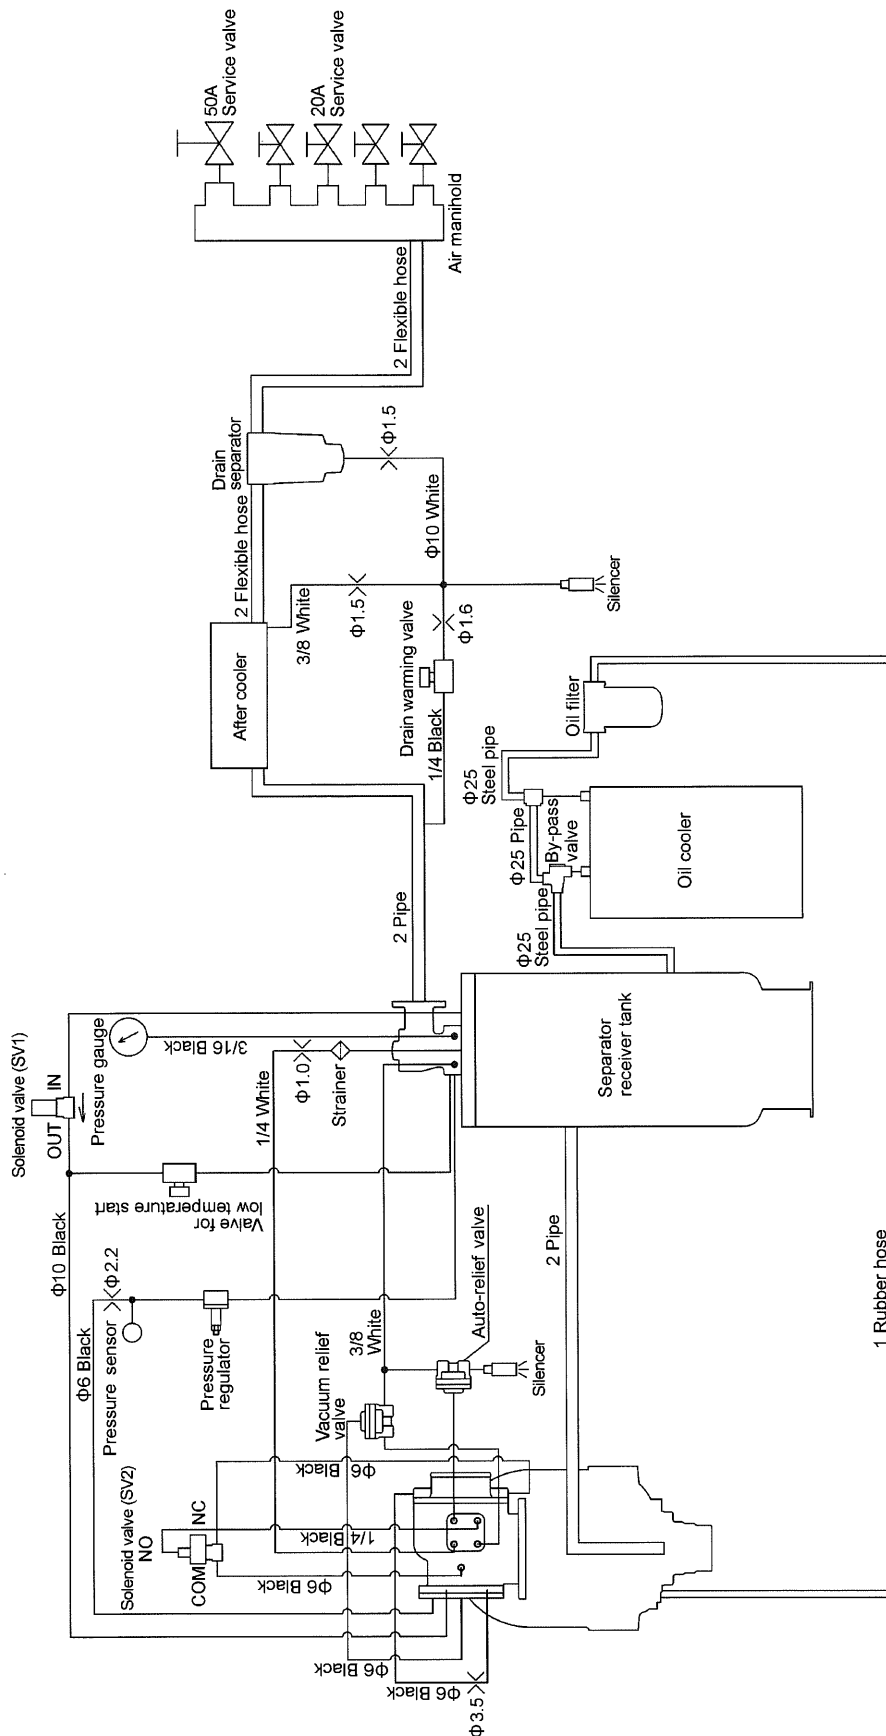 50A
Service valve
20A
Service valve
Air manifold
2 Flexible hose
Drain
separator
Φ1.5
2 Flexible hose
Φ10 White
After cooler
3/8 White
Φ1.5
Φ1.6
Silencer
Drain warming valve
1/4 Black
Oil filter
Φ25
Steel pipe
Φ25 Pipe
By-pass
valve
Oil cooler
Φ25
Steel pipe
2 Pipe
Solenoid valve (SV1)
OUT
IN
Pressure gauge
3/16 Black
1/4 White
Φ1.0
Strainer
Separator
receiver tank
Valve for
low temperature start
Φ10 Black
Φ2.2
Φ6 Black
Pressure sensor
Pressure
regulator
3/8
White
Auto-relief valve
Vacuum relief
valve
Silencer
2 Pipe
1 Rubber hose
Solenoid valve (SV2)
NO
NC
COM
Φ6 Black
1/4 Black
Φ6 Black
Φ6 Black
Φ6 Black
Φ3.5